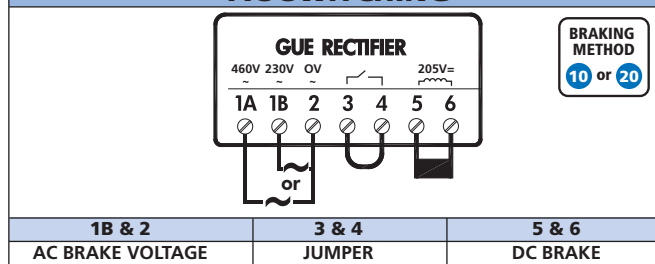 GUE RECTIFIER
BRAKING
METHOD
10 or 20
460V 230V OV 205V=
~ ~ ~
1A 1B 2 3 4 5 6
~
or
~
1B & 2 3 & 4 5 & 6
AC BRAKE VOLTAGE JUMPER DC BRAKE